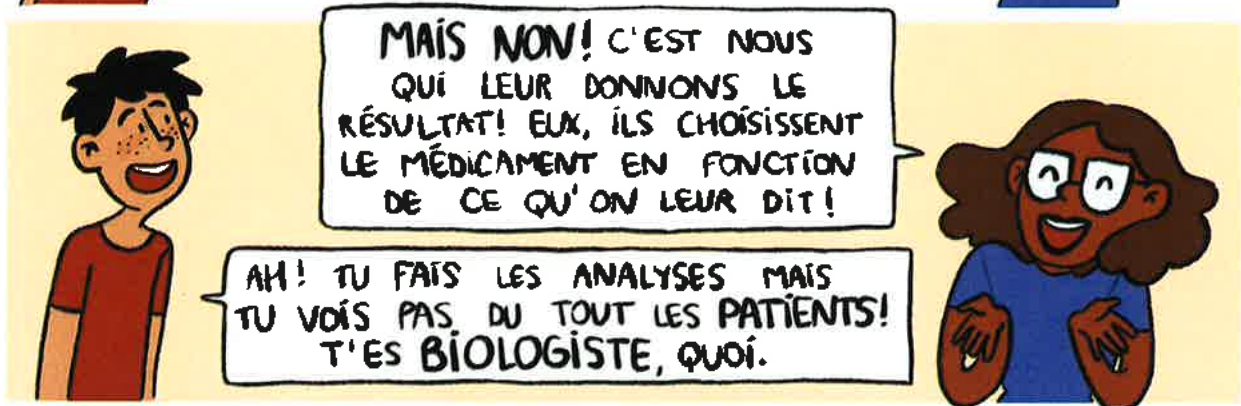 MAIS NON! C'EST NOUS
QUI LEUR DONNONS LE
RÉSULTAT! EUX, ILS CHOISISSENT
LE MÉDICAMENT EN FONCTION
DE CE QU'ON LEUR DIT!
AH! TU FAIS LES ANALYSES MAIS
TU VOIS PAS DU TOUT LES PATIENTS!
T'ES BIOLOGISTE, QUOI.